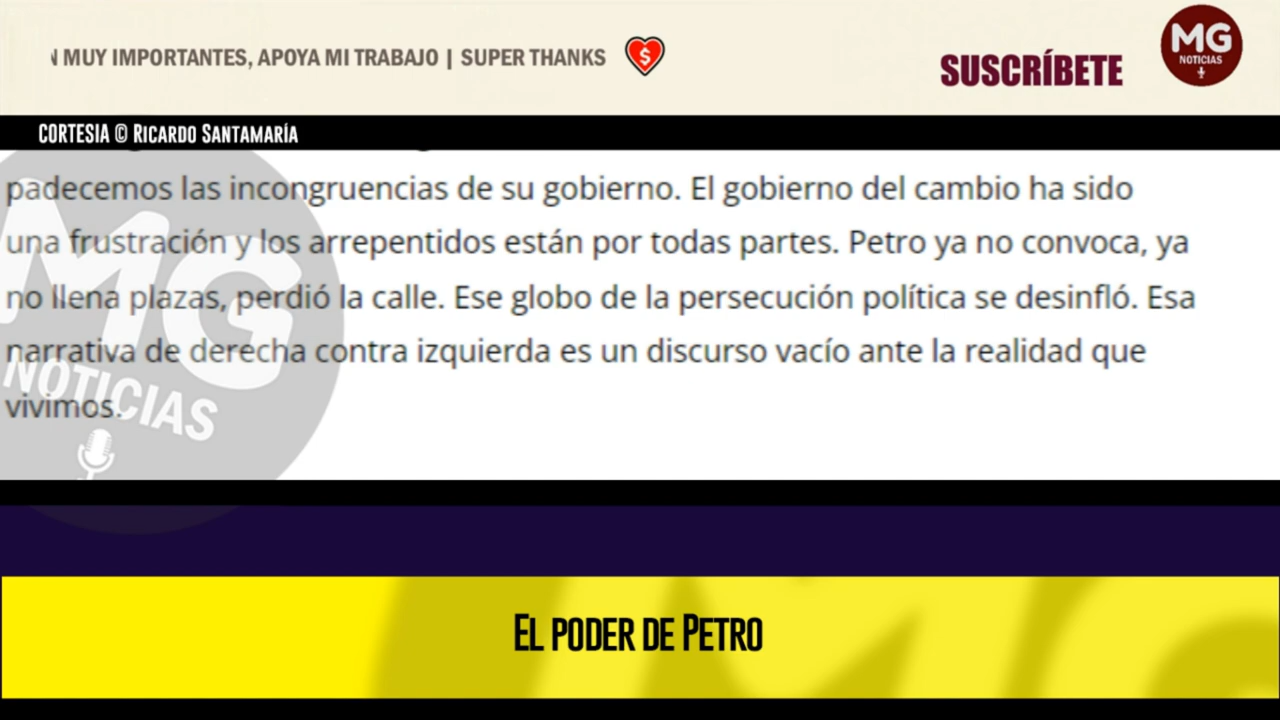 MUY IMPORTANTES, APOYA MI TRABAJO | SUPER THANKS
SUSCRÍBETE
MG
NOTICIAS
CORTESIA © RICARDO SANTAMARÍA
padecemos las incongruencias de su gobierno. El gobierno del cambio ha sido
una frustración y los arrepentidos están por todas partes. Petro ya no convoca, ya
no llena plazas, perdió la calle. Ese globo de la persecución política se desinfló. Esa
narrativa de derecha contra izquierda es un discurso vacío ante la realidad que
vivimos.
MG
NOTICIAS
EL PODER DE PETRO